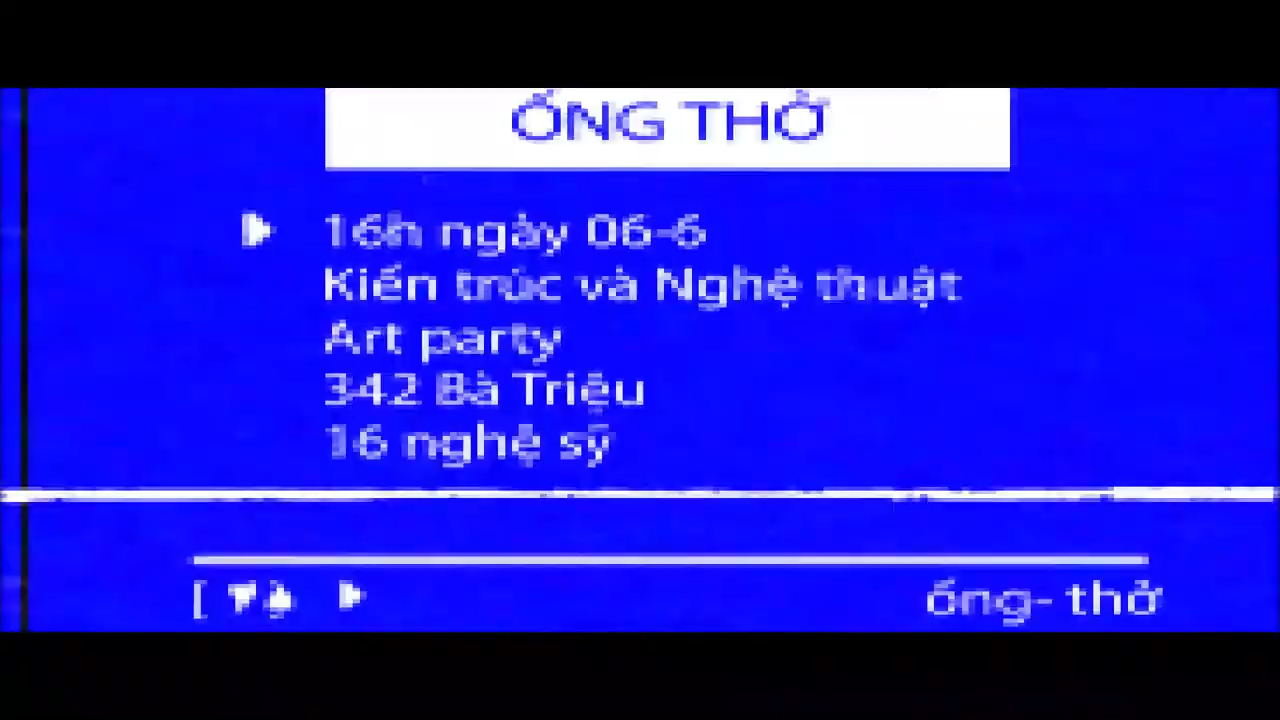 ỐNG THỞ
16h ngày 06-6
Kiến trúc và Nghệ thuật
Art party
342 Bà Triệu
16 nghệ sỹ
[ ▼♠ ►
ống-thở